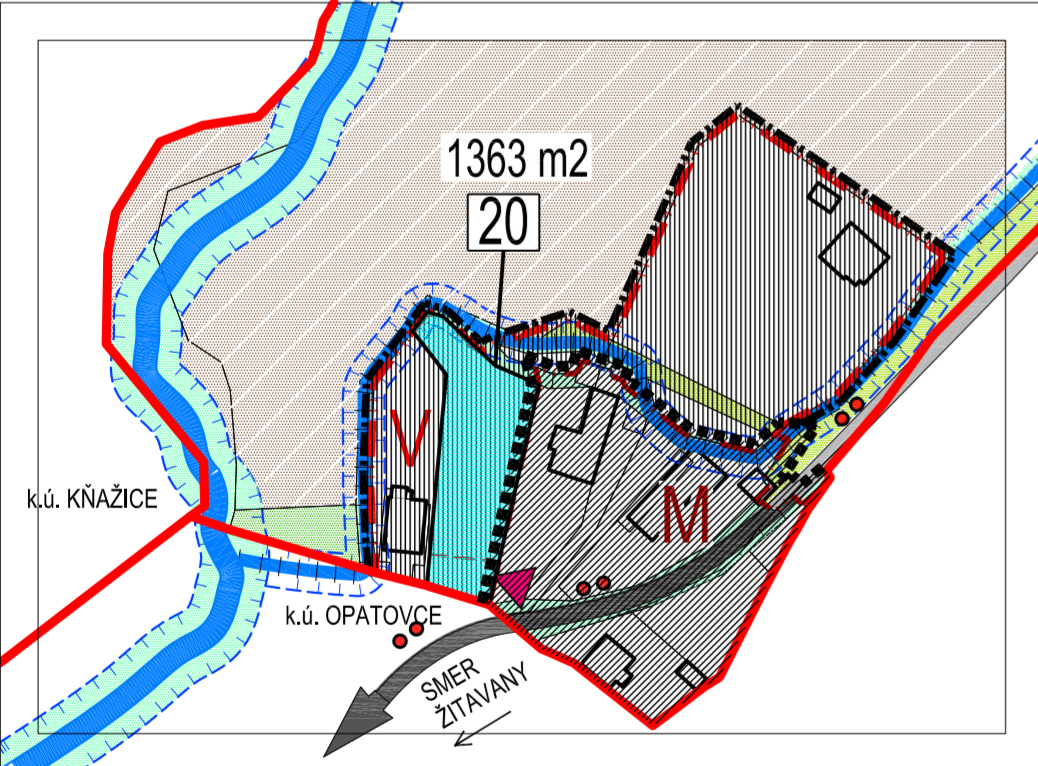 1363 m2
20
V
k.ú. KŇAŽICE
M
k.ú. OPATOVCE
SMER
ŽITAVANY